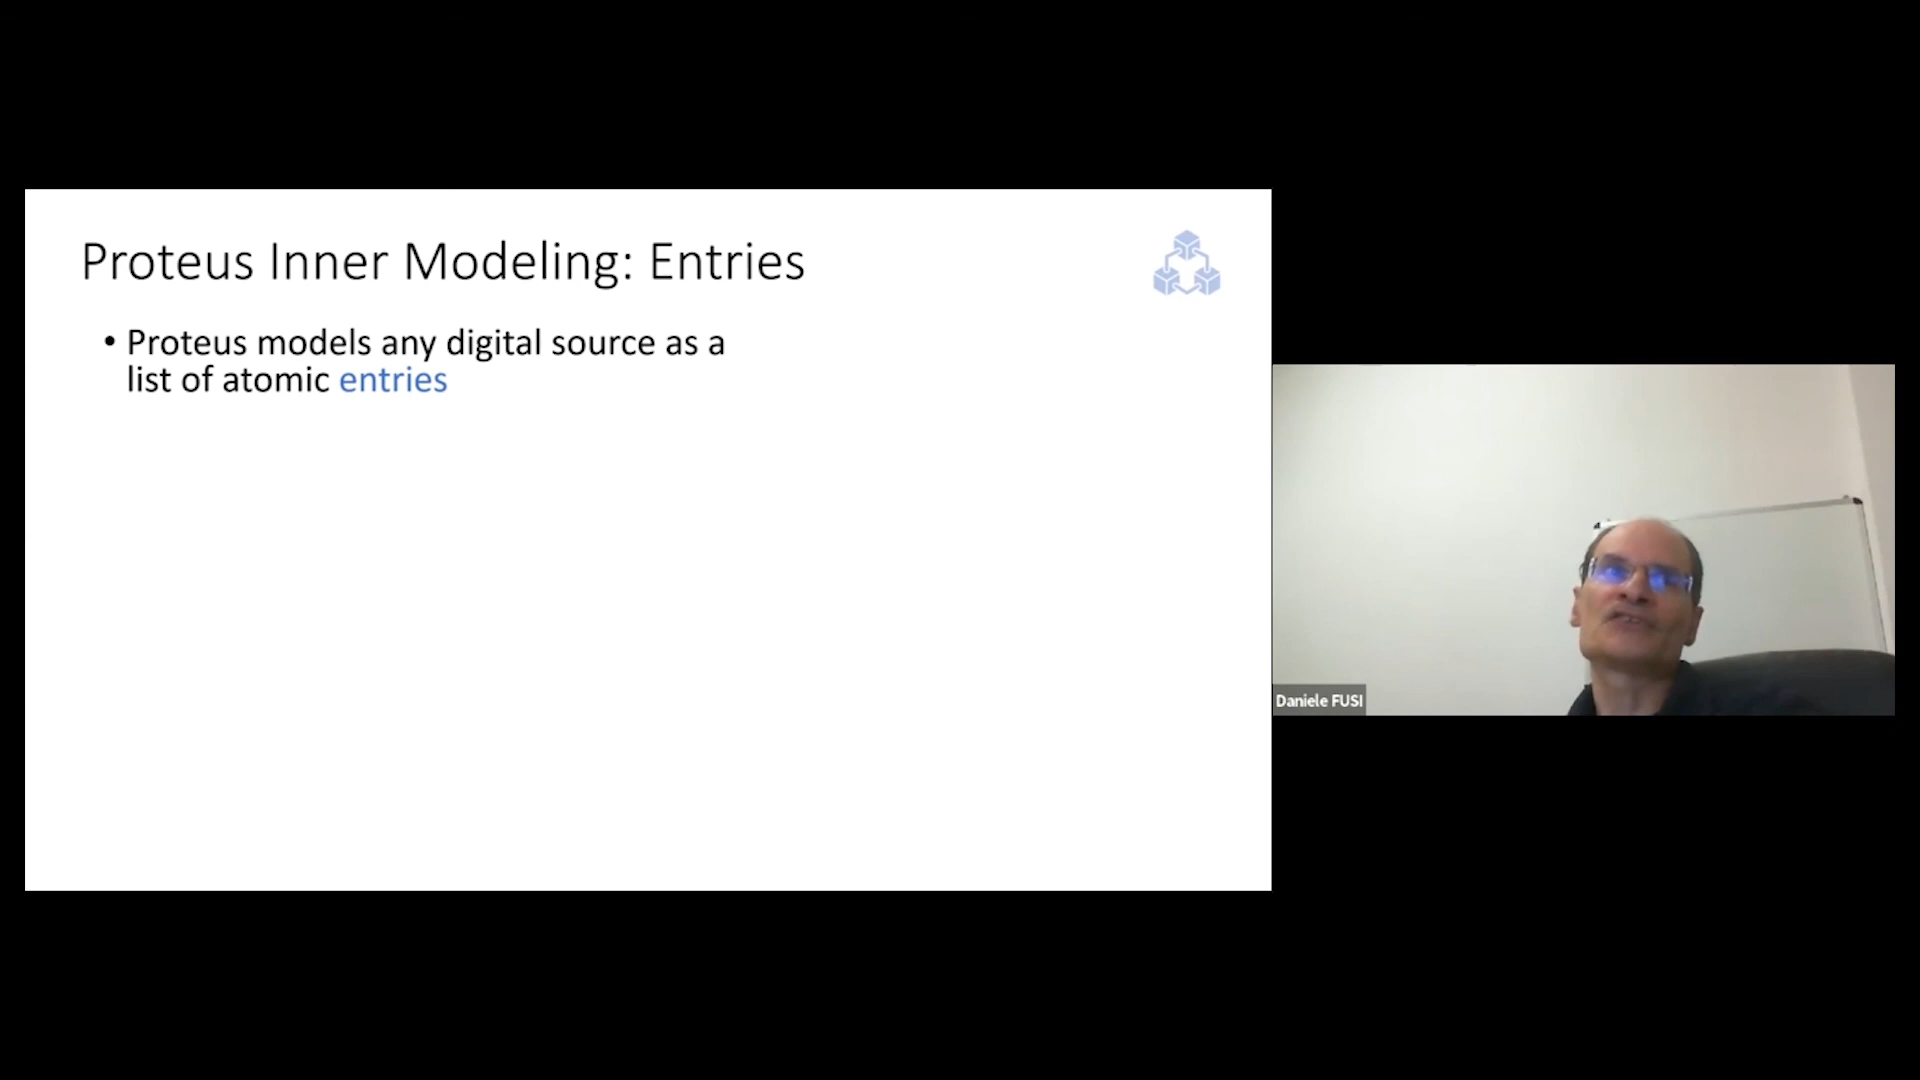 Proteus Inner Modeling: Entries
• Proteus models any digital source as a
list of atomic entries
Daniele FUSI